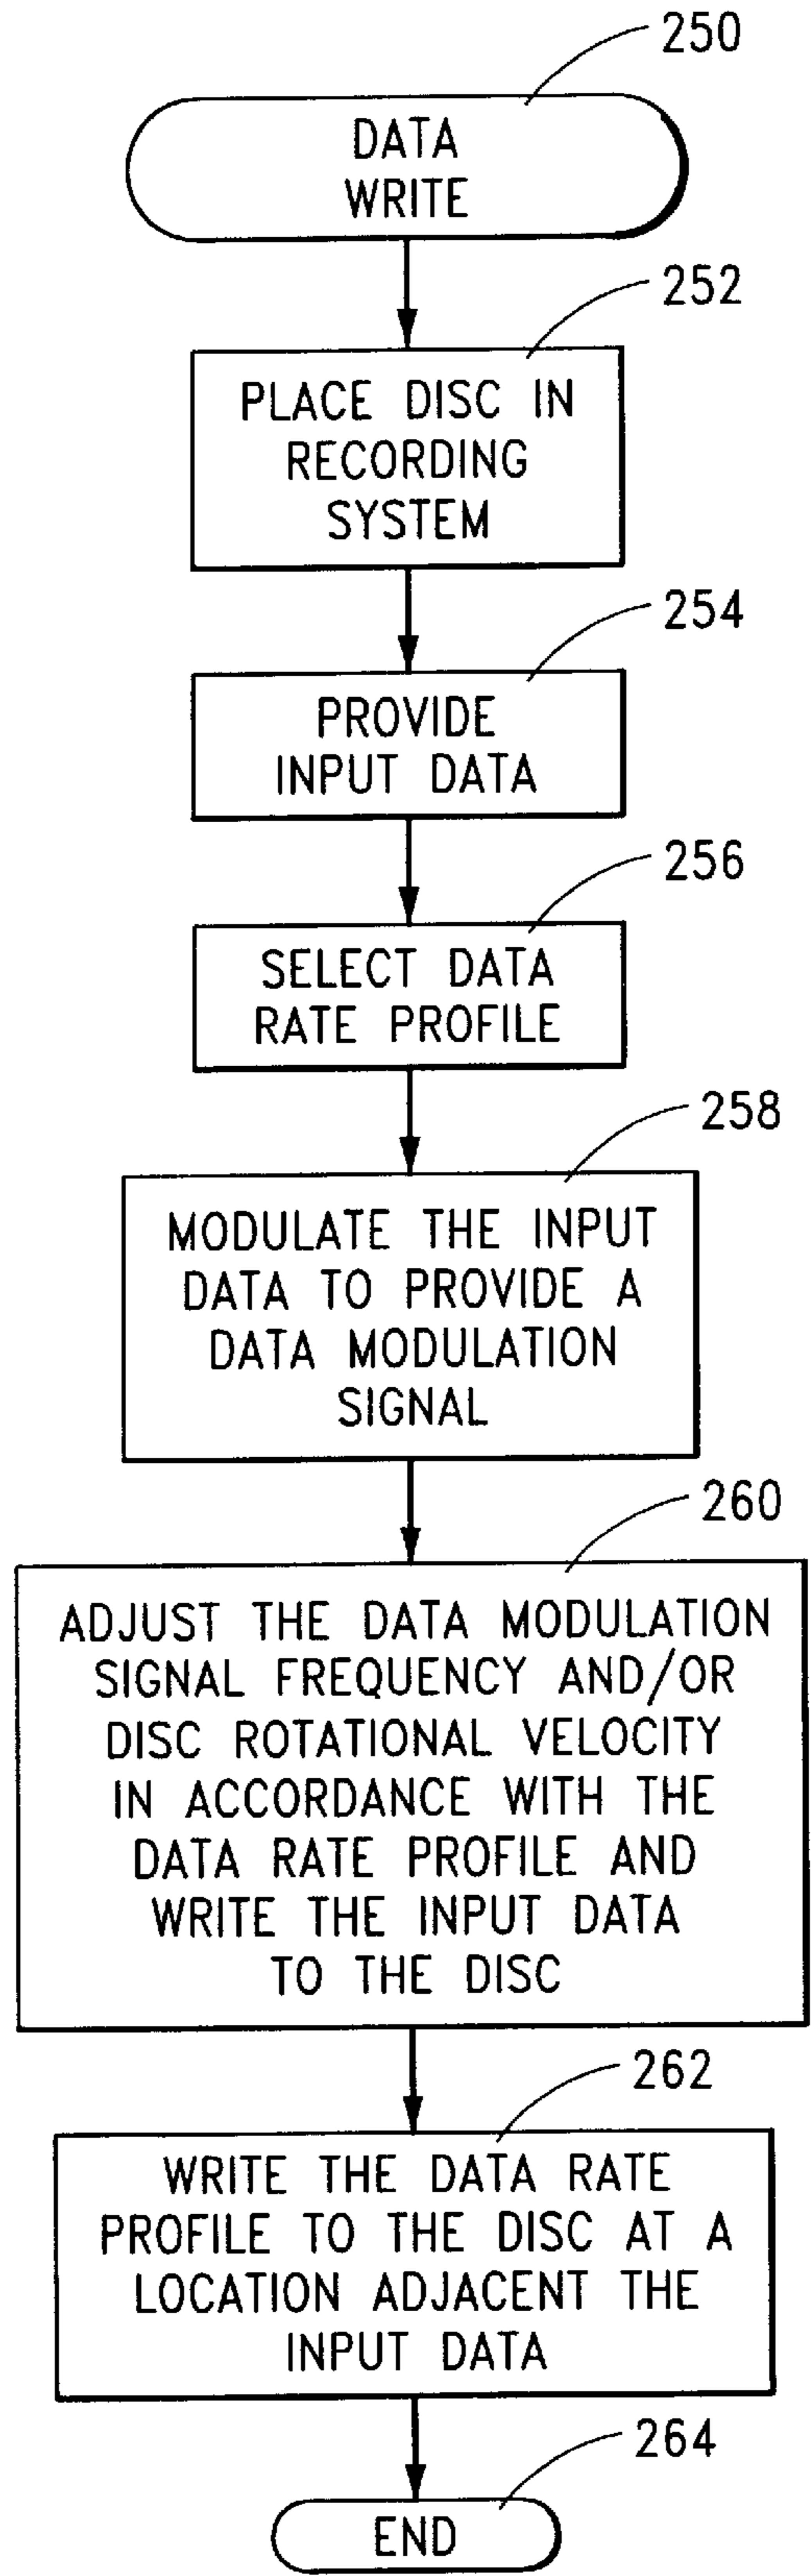 250
DATA
WRITE
252
PLACE DISC IN
RECORDING
SYSTEM
254
PROVIDE
INPUT DATA
256
SELECT DATA
RATE PROFILE
258
MODULATE THE INPUT
DATA TO PROVIDE A
DATA MODULATION
SIGNAL
260
ADJUST THE DATA MODULATION
SIGNAL FREQUENCY AND/OR
DISC ROTATIONAL VELOCITY
IN ACCORDANCE WITH THE
DATA RATE PROFILE AND
WRITE THE INPUT DATA
TO THE DISC
262
WRITE THE DATA RATE
PROFILE TO THE DISC AT A
LOCATION ADJACENT THE
INPUT DATA
264
END